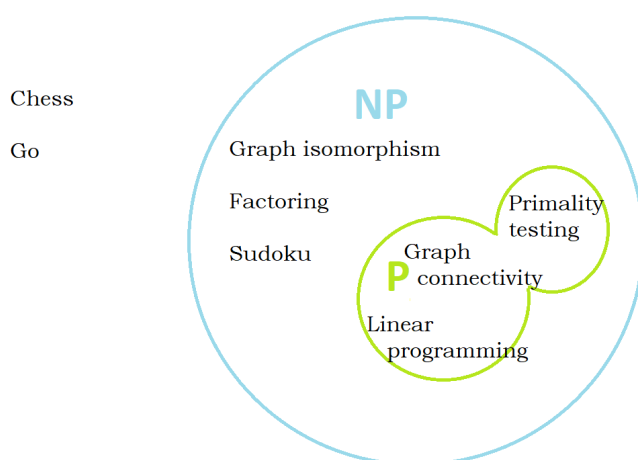 Chess
Go
NP
Graph isomorphism
Factoring
Sudoku
Primality
testing
P
Graph
connectivity
Linear
programming